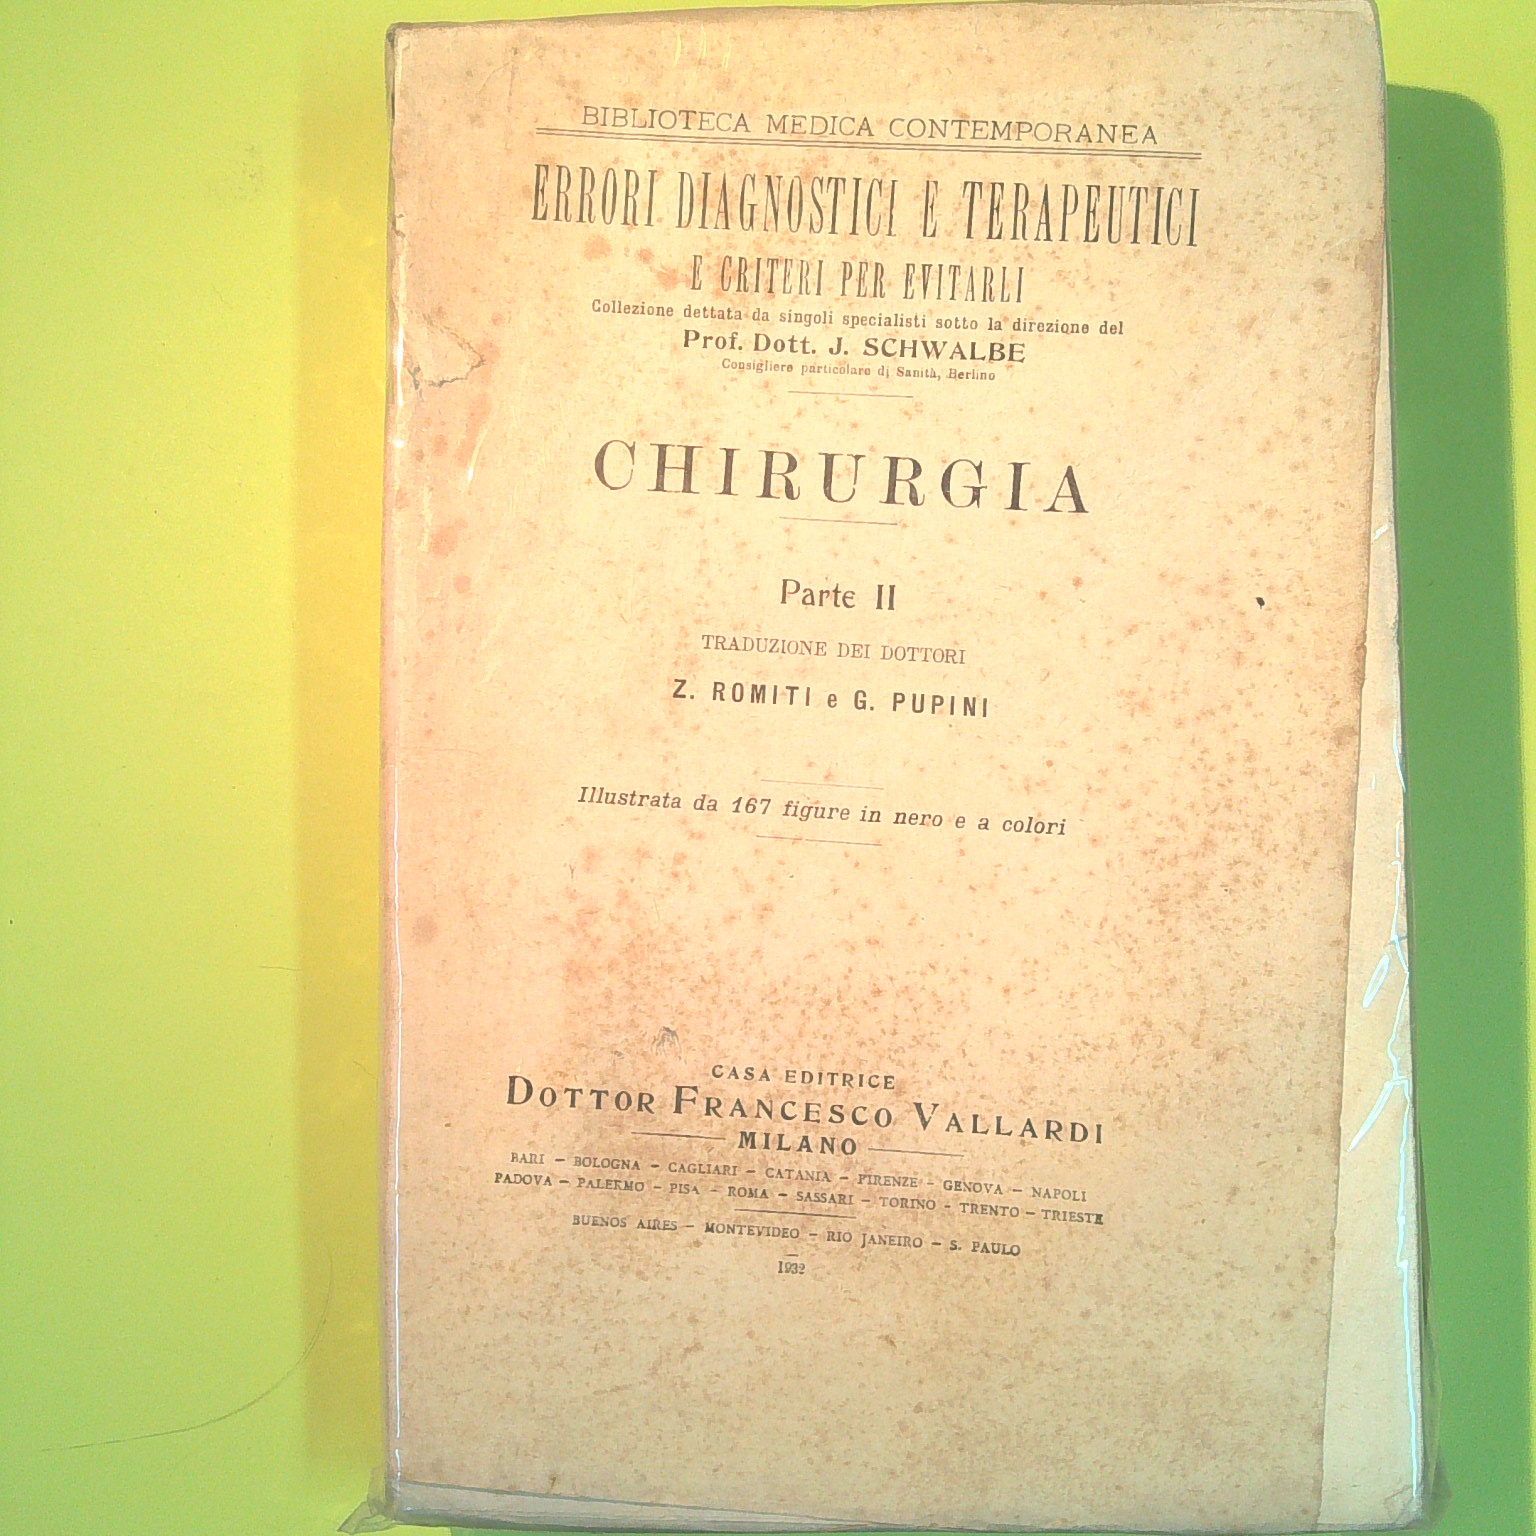 BIBLIOTECA MEDICA CONTEMPORANEA
ERRORI DIAGNOSTICI E TERAPEUTICI
E CRITERI PER EVITARLI
Collezione dettata da singoli specialisti sotto la direzione del
Prof. Dott. J. SCHWALBE
Consigliere particolare di Sanità, Berlino
CHIRURGIA
Parte II
TRADUZIONE DEI DOTTORI
Z. ROMITI e G. PUPINI
Illustrata da 167 figure in nero e a colori
CASA EDITRICE
DOTTOR FRANCESCO VALLARDI
MILANO
BARI – BOLOGNA – CAGLIARI – CATANIA – FIRENZE – GENOVA – NAPOLI
PADOVA – PALERMO – PISA – ROMA – SASSARI – TORINO – TRENTO – TRIESTE
BUENOS AIRES – MONTEVIDEO – RIO JANEIRO – S. PAULO
1932